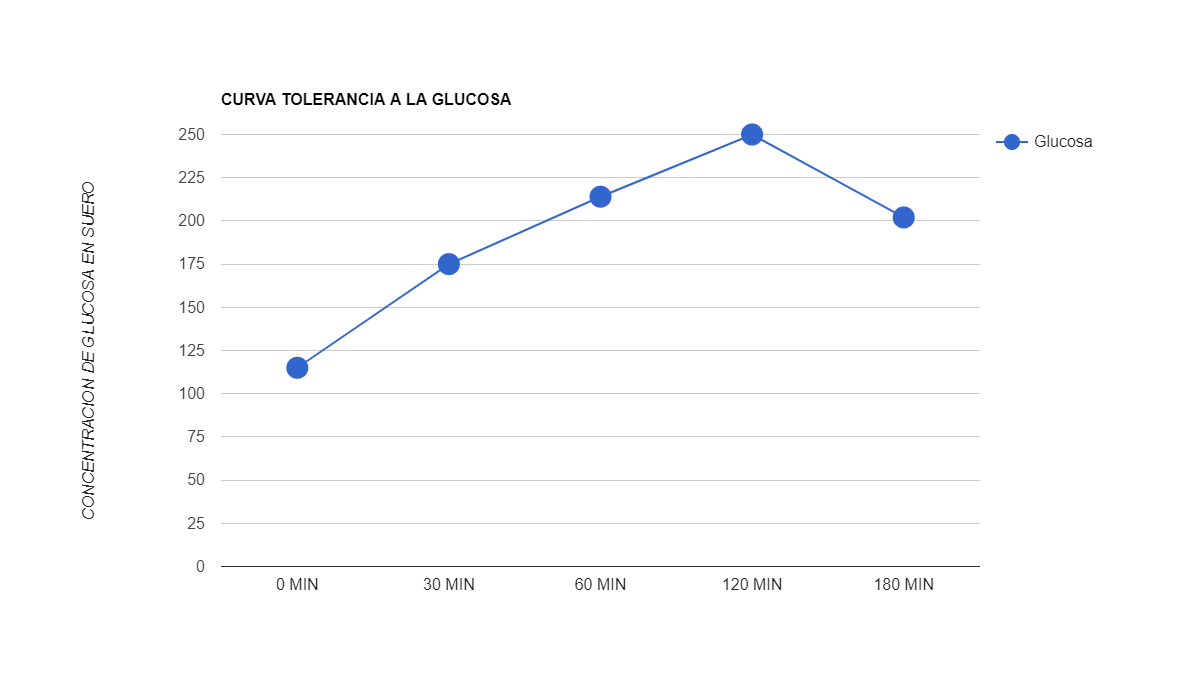 CURVA TOLERANCIA A LA GLUCOSA
Glucosa
CONCENTRACION DE GLUCOSA EN SUERO
250
225
200
175
150
125
100
75
50
25
0
0 MIN
30 MIN
60 MIN
120 MIN
180 MIN